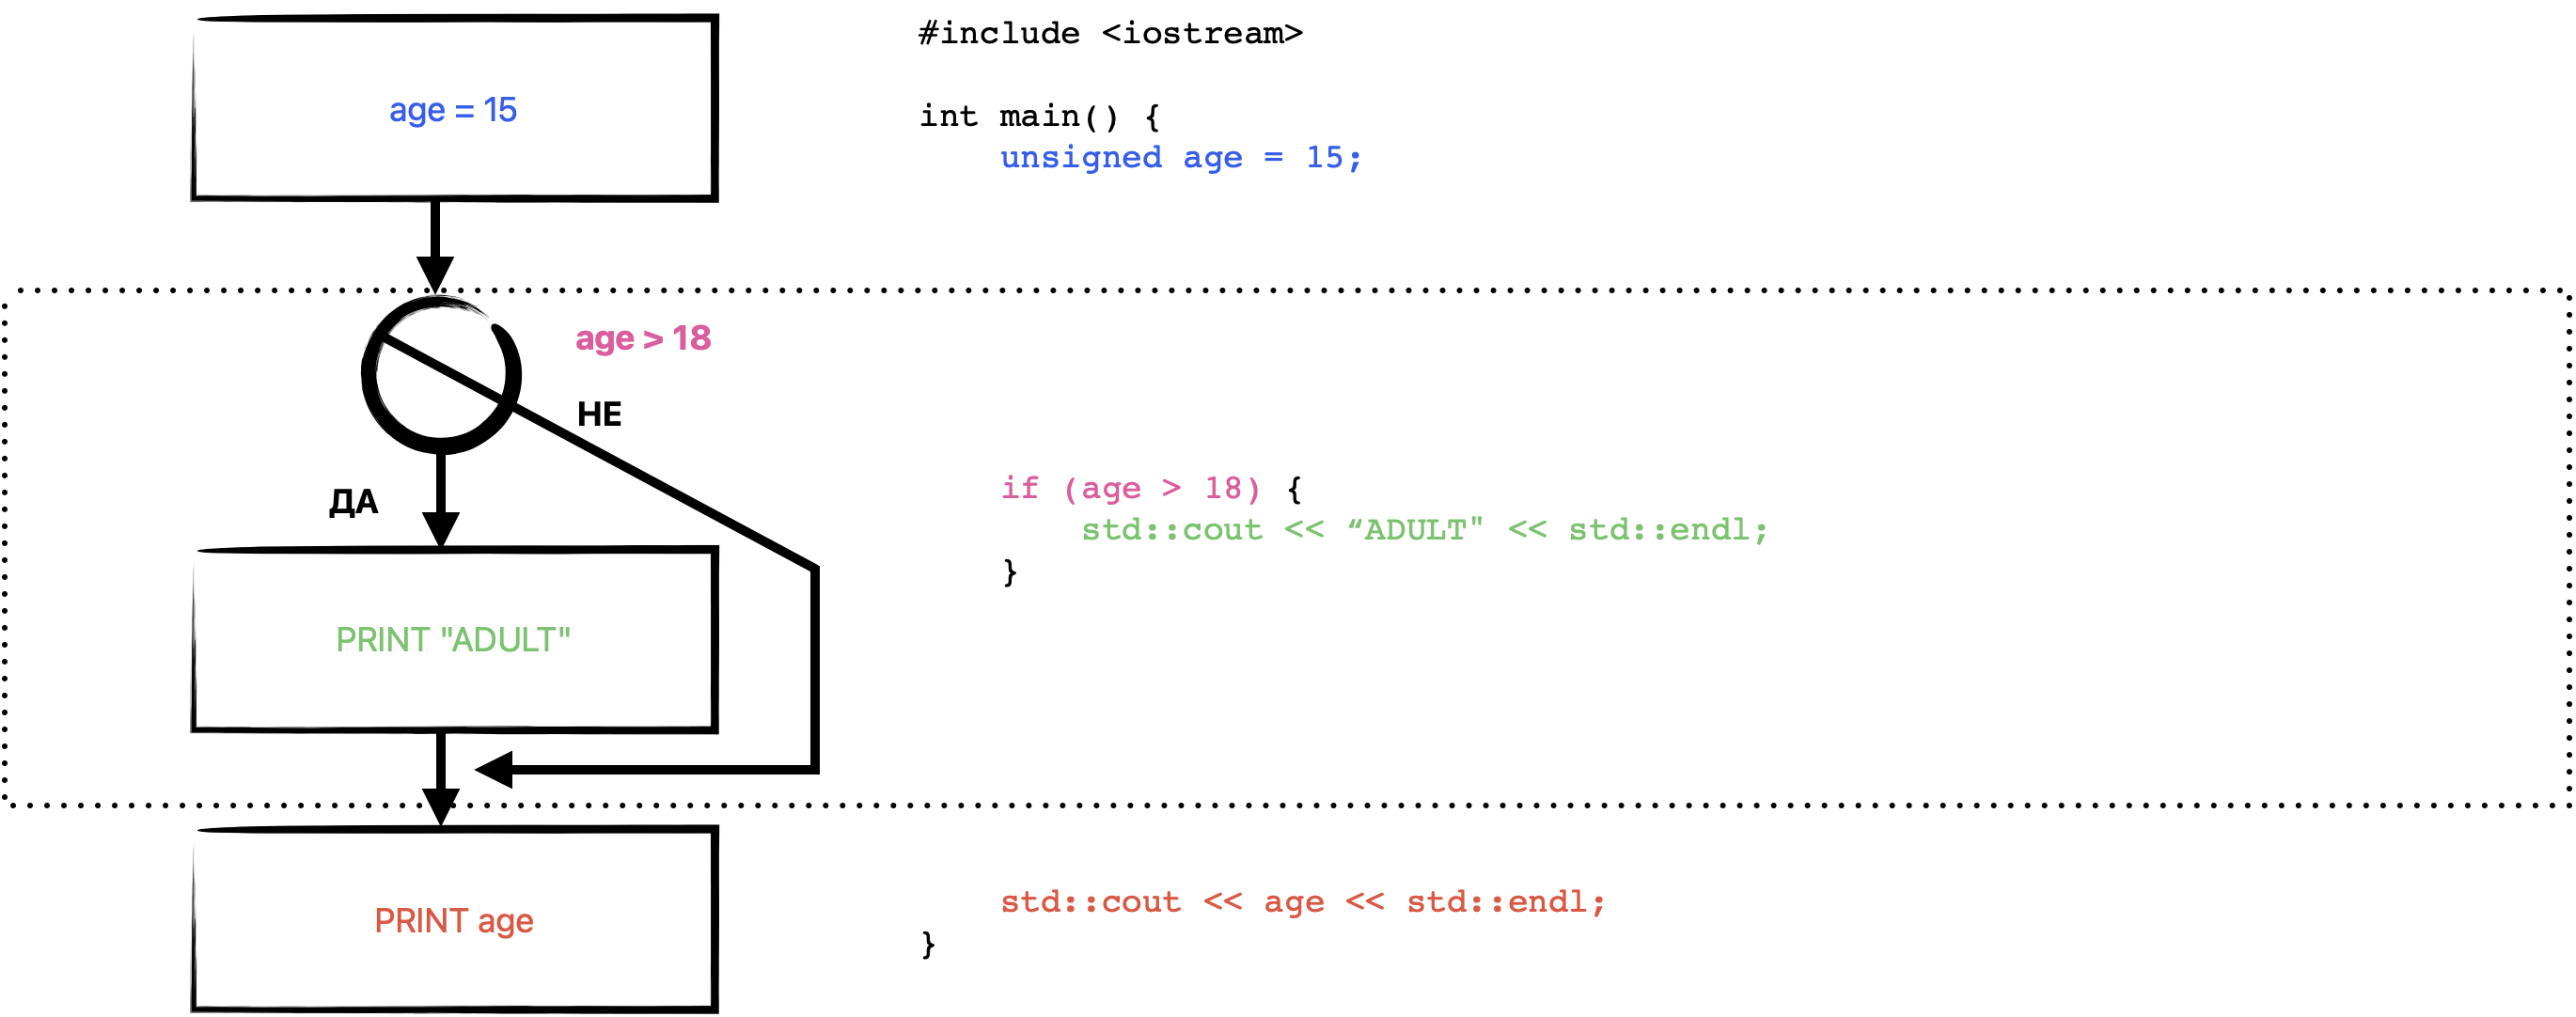 age = 15
#include <iostream>
int main() {
unsigned age = 15;
age > 18
НЕ
ДА
if (age > 18) {
std::cout << “ADULT" << std::endl;
}
PRINT "ADULT"
std::cout << age << std::endl;
}
PRINT age